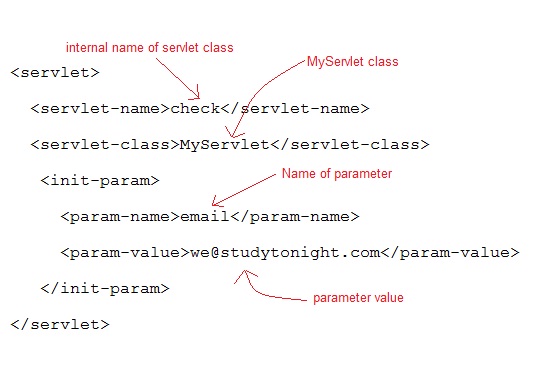 internal name of servlet class
MyServlet class
<servlet>
<servlet-name>check</servlet-name>
<servlet-class>MyServlet</servlet-class>
<init-param>
Name of parameter
<param-name>email</param-name>
<param-value>we@studytonight.com</param-value>
</init-param>
parameter value
</servlet>